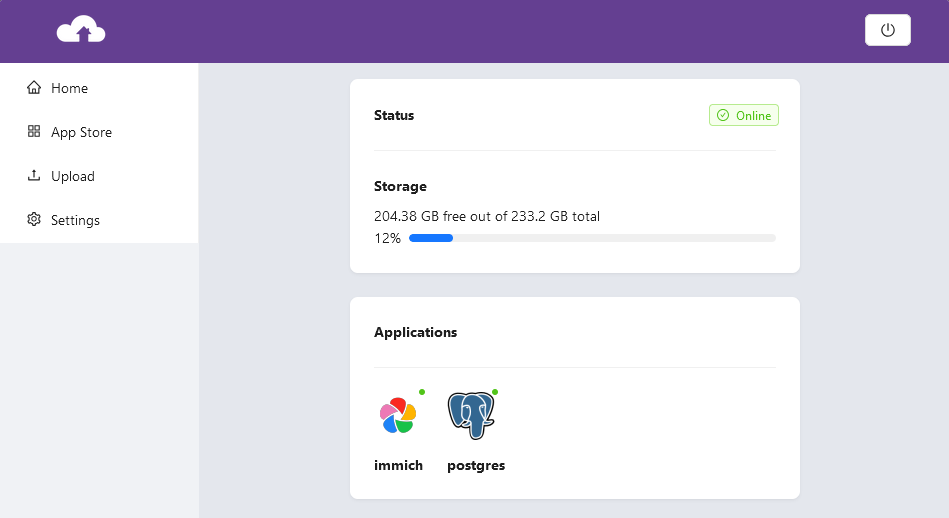 Home
App Store
Upload
Settings
Status
Online
Storage
204.38 GB free out of 233.2 GB total
12%
Applications
immich
postgres